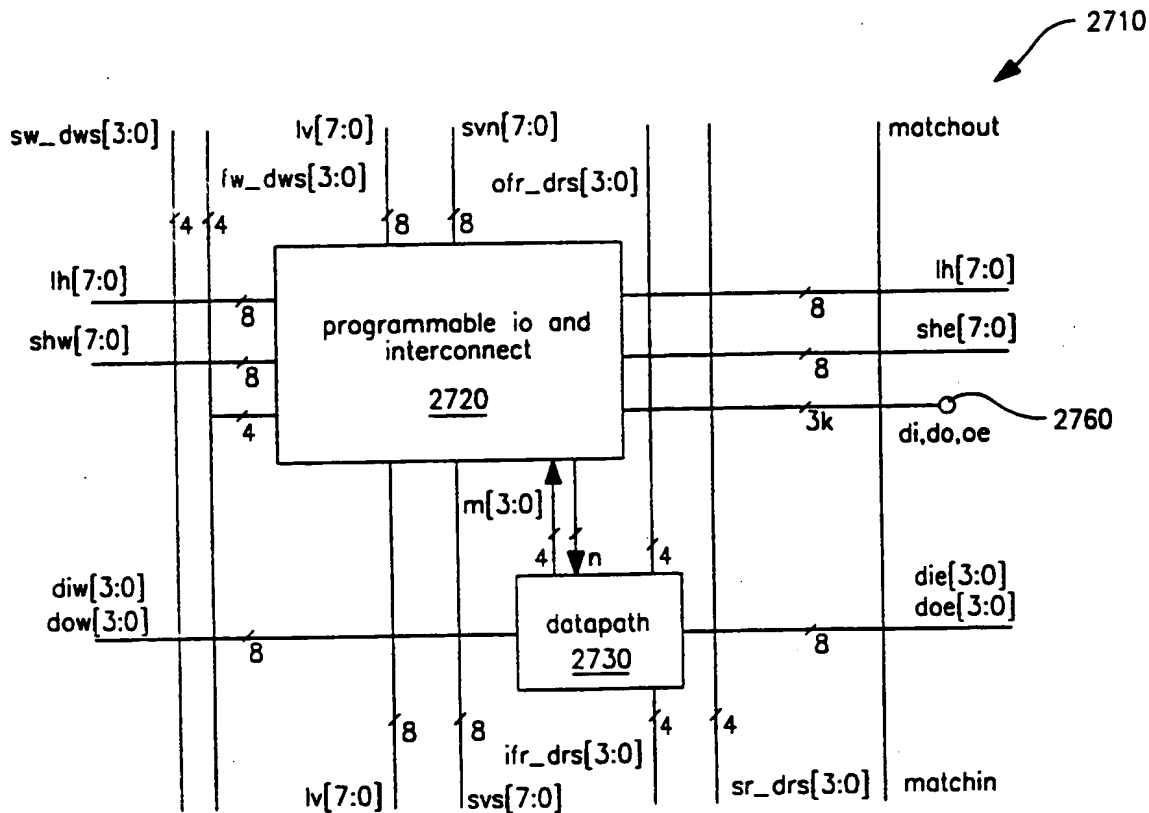 2710
sw_dws[3:0]
lv[7:0]
svn[7:0]
matchout
fw_dws[3:0]
ofr_drs[3:0]
4
4
8
8
lh[7:0]
8
lh[7:0]
8
programmable io and
interconnect
2720
shw[7:0]
8
she[7:0]
8
4
3k
2760
di,do,oe
m[3:0]
4
n
4
diw[3:0]
dow[3:0]
8
datapath
2730
die[3:0]
doe[3:0]
8
8
8
4
4
ifr_drs[3:0]
lv[7:0]
svs[7:0]
sr_drs[3:0]
matchin